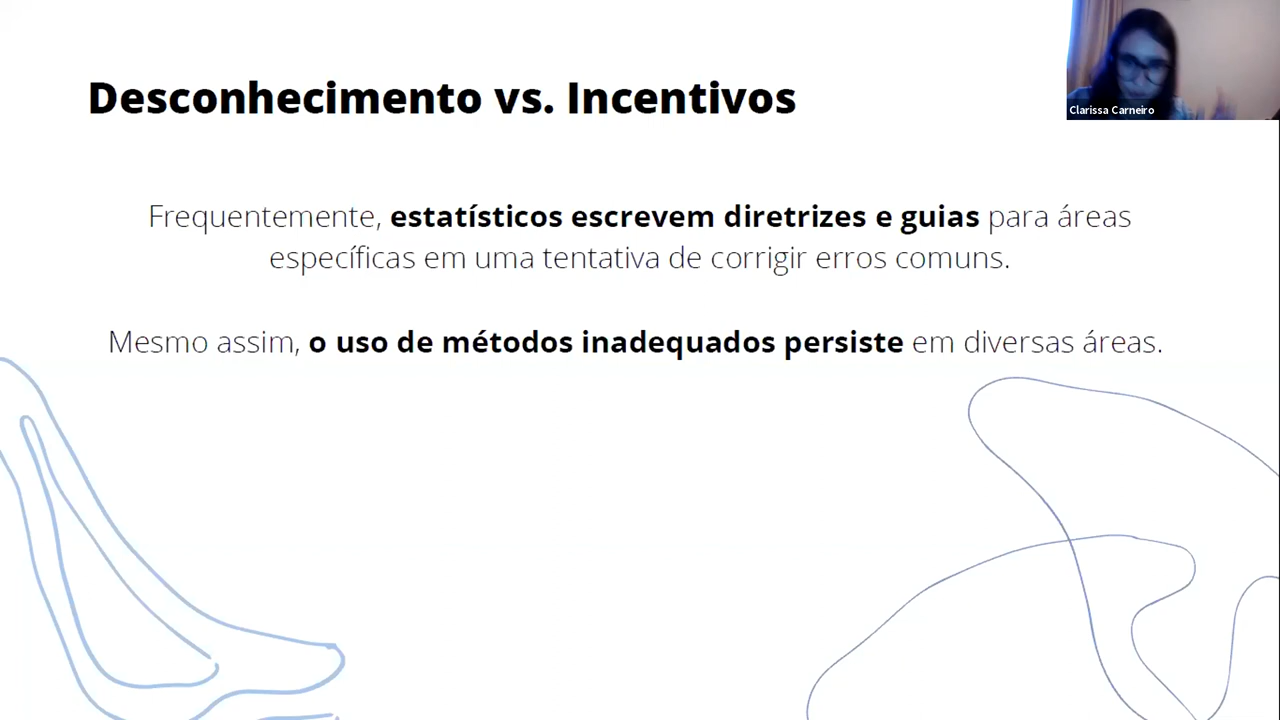 Desconhecimento vs. Incentivos
Clarissa Carneiro
Frequentemente, estatísticos escrevem diretrizes e guias para áreas
específicas em uma tentativa de corrigir erros comuns.
Mesmo assim, o uso de métodos inadequados persiste em diversas áreas.